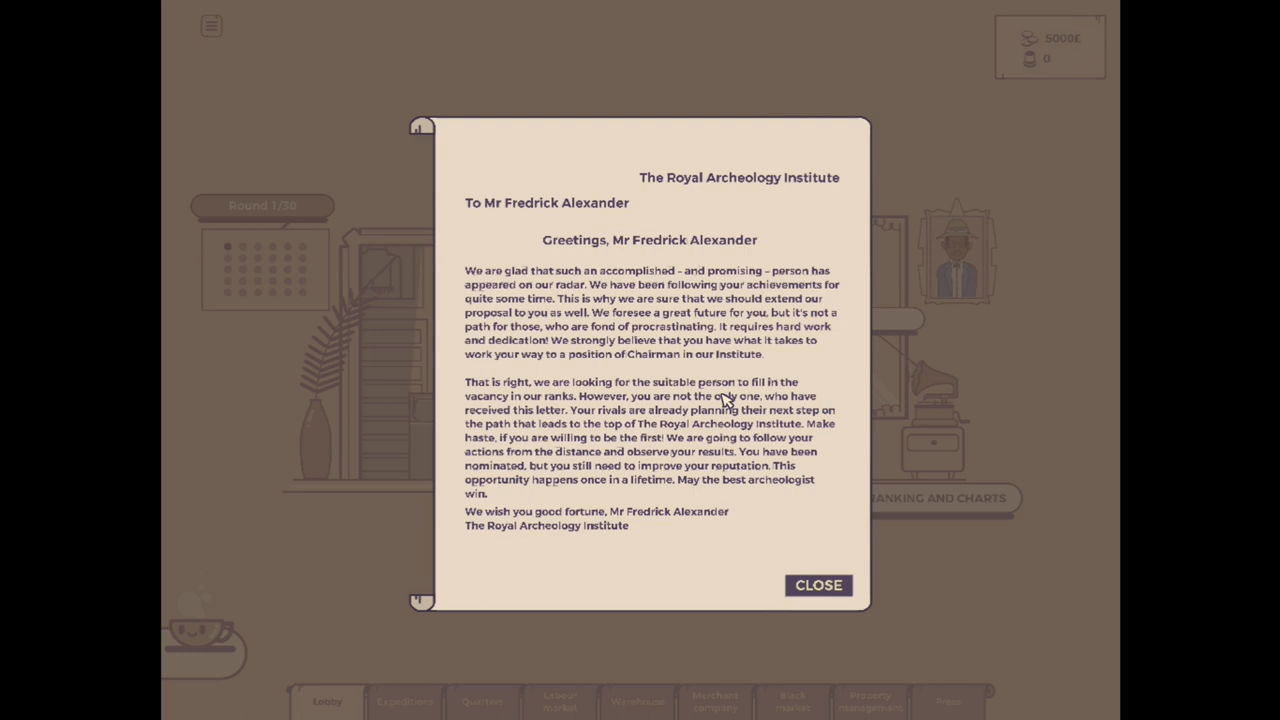 5000£
0
Round 1/30
The Royal Archeology Institute
To Mr Fredrick Alexander
Greetings, Mr Fredrick Alexander
We are glad that such an accomplished - and promising - person has
appeared on our radar. We have been following your achievements for
quite some time. This is why we are sure that we should extend our
proposal to you as well. We foresee a great future for you, but it's not a
path for those, who are fond of procrastinating. It requires hard work
and dedication! We strongly believe that you have what it takes to
work your way to a position of Chairman in our Institute.
That is right, we are looking for the suitable person to fill in the
vacancy in our ranks. However, you are not the only one, who have
received this letter. Your rivals are already planning their next step on
the path that leads to the top of The Royal Archeology Institute. Make
haste, if you are willing to be the first! We are going to follow your
actions from the distance and observe your results. You have been
nominated, but you still need to improve your reputation. This
opportunity happens once in a lifetime. May the best archeologist
win.
We wish you good fortune, Mr Fredrick Alexander
The Royal Archeology Institute
RANKING AND CHARTS
CLOSE
Lobby
Expeditions
Quarters
Labour market
Warehouse
Merchant company
Black market
Property management
Press